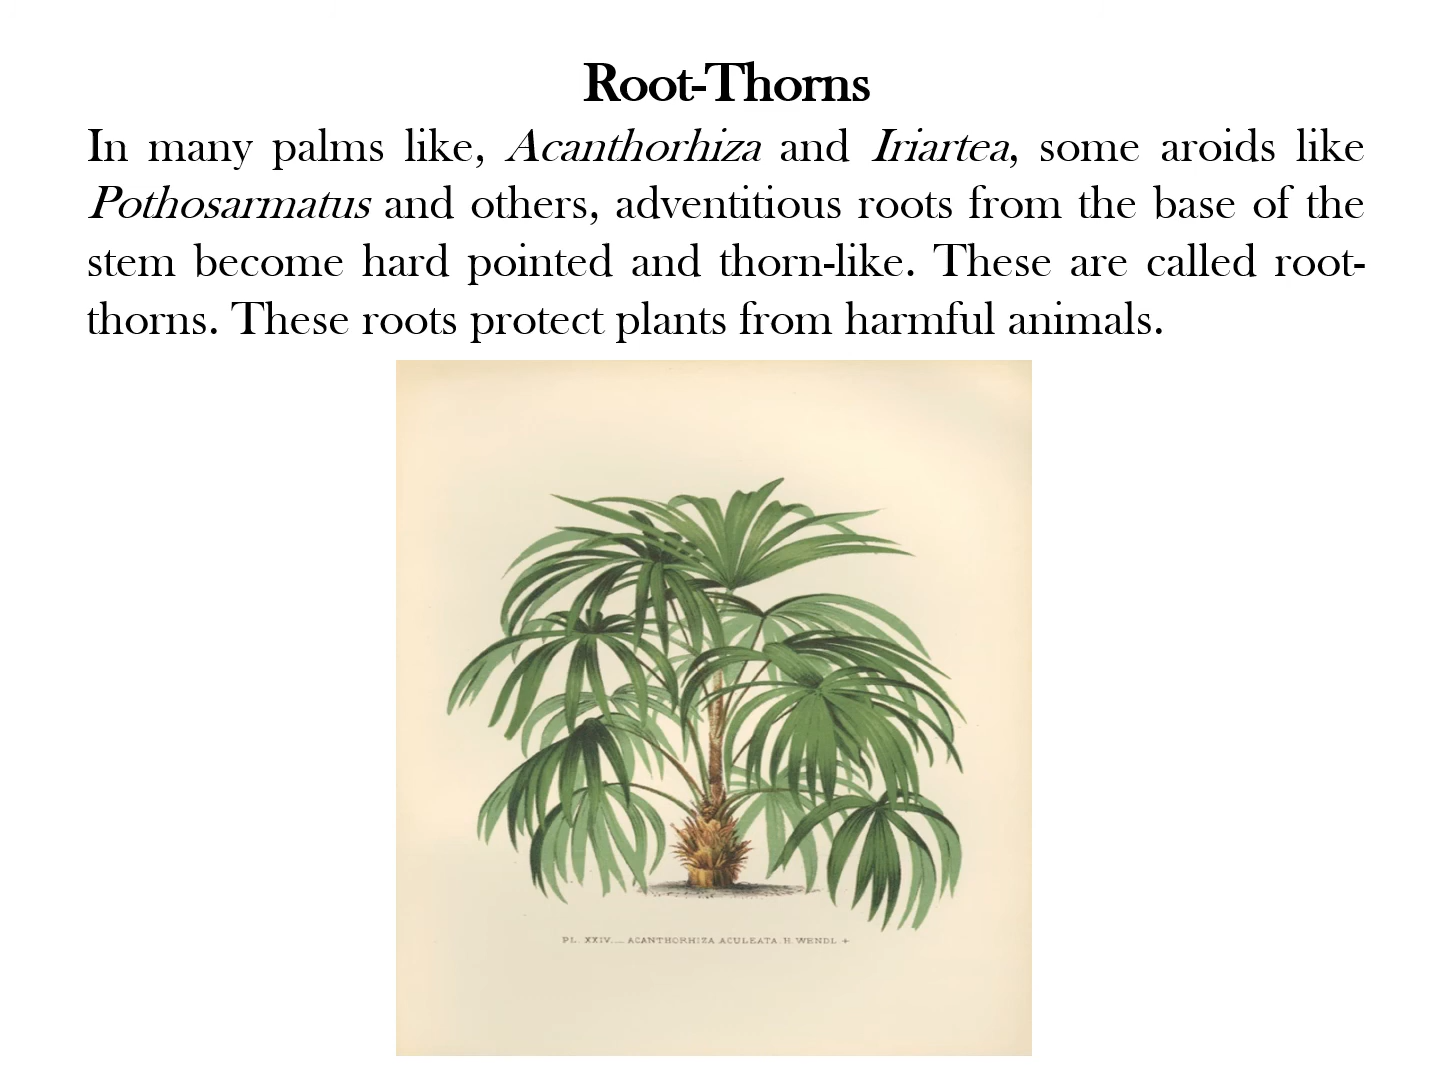 Root-Thorns
In many palms like, Acanthorhiza and Iriartea, some aroids like
Pothosarmatus and others, adventitious roots from the base of the
stem become hard pointed and thorn-like. These are called root-
thorns. These roots protect plants from harmful animals.
PL. XXIV.— ACANTHORHIZA ACULEATA. H. WENDL +